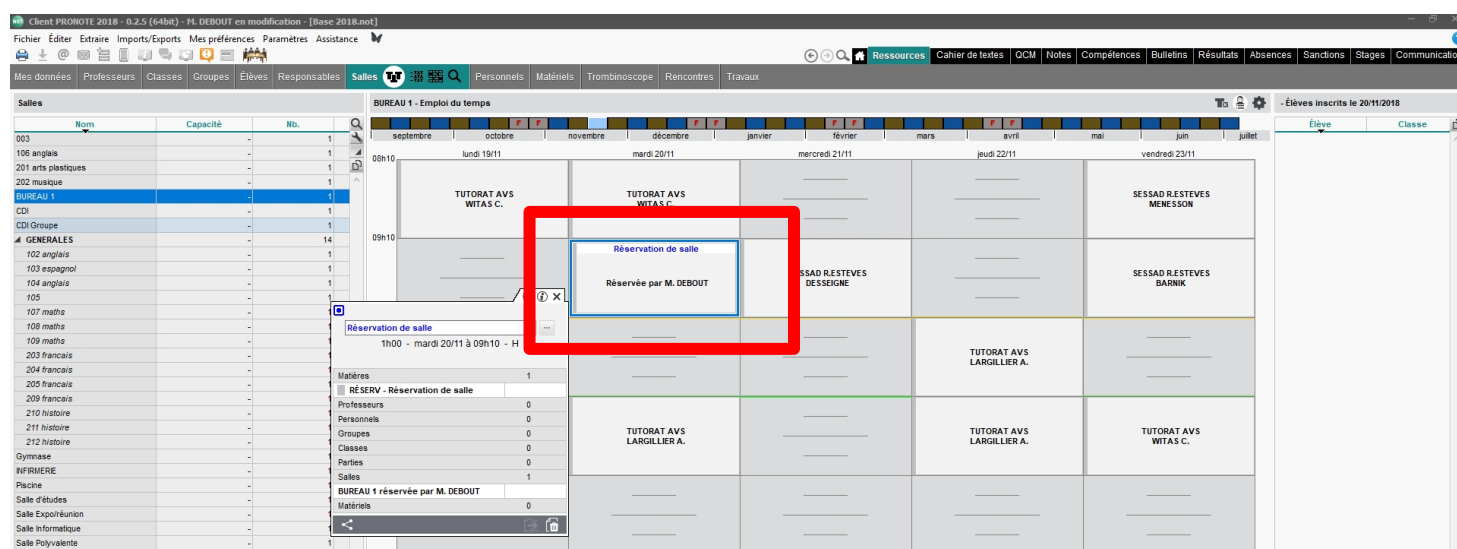 Client PRONOTE 2018 - 0.2.5 (64bit) - M. DEBOUT en modification - [Base 2018.not]
Fichier Éditer Extraire Imports/Exports Mes préférences Paramètres Assistance
Ressources Cahier de textes QCM Notes Compétences Bulletins Résultats Absences Sanctions Stages Communicatio
Mes données Professeurs Classes Groupes Élèves Responsables Salles Personnels Matériels Trombinoscope Rencontres Travaux
Salles
Nom Capacité Nb.
003 - 1
106 anglais - 1
201 arts plastiques - 1
202 musique - 1
BUREAU 1 - 1
CDI - 1
CDI Groupe - 1
GENERALES - 14
102 anglais - 1
103 espagnol - 1
104 anglais - 1
105 - 1
107 maths
108 maths
109 maths
203 francais
204 francais
205 francais
209 francais
210 histoire
211 histoire
212 histoire
Gymnase
INFIRMERIE
Piscine
Salle d'études
Salle Expo/réunion
Salle Informatique
Salle Polyvalente - 1
BUREAU 1 - Emploi du temps
F F F F F F F F
septembre octobre novembre décembre janvier février mars avril mai juin juillet
lundi 19/11 mardi 20/11 mercredi 21/11 jeudi 22/11 vendredi 23/11
08h10
TUTORAT AVS
WITAS C.
TUTORAT AVS
WITAS C.
SESSAD R.ESTEVES
MENESSON
09h10
Réservation de salle
Réservée par M. DEBOUT
SSAD R.ESTEVES
DESSEIGNE
SESSAD R.ESTEVES
BARNIK
TUTORAT AVS
LARGILLIER A.
TUTORAT AVS
LARGILLIER A.
TUTORAT AVS
LARGILLIER A.
TUTORAT AVS
WITAS C.
Réservation de salle ...
1h00 - mardi 20/11 à 09h10 - H
Matières 1
RÉSERV - Réservation de salle
Professeurs 0
Personnels 0
Groupes 0
Classes 0
Parties 0
Salles 1
BUREAU 1 réservée par M. DEBOUT
Matériels 0
- Élèves inscrits le 20/11/2018
Élève Classe